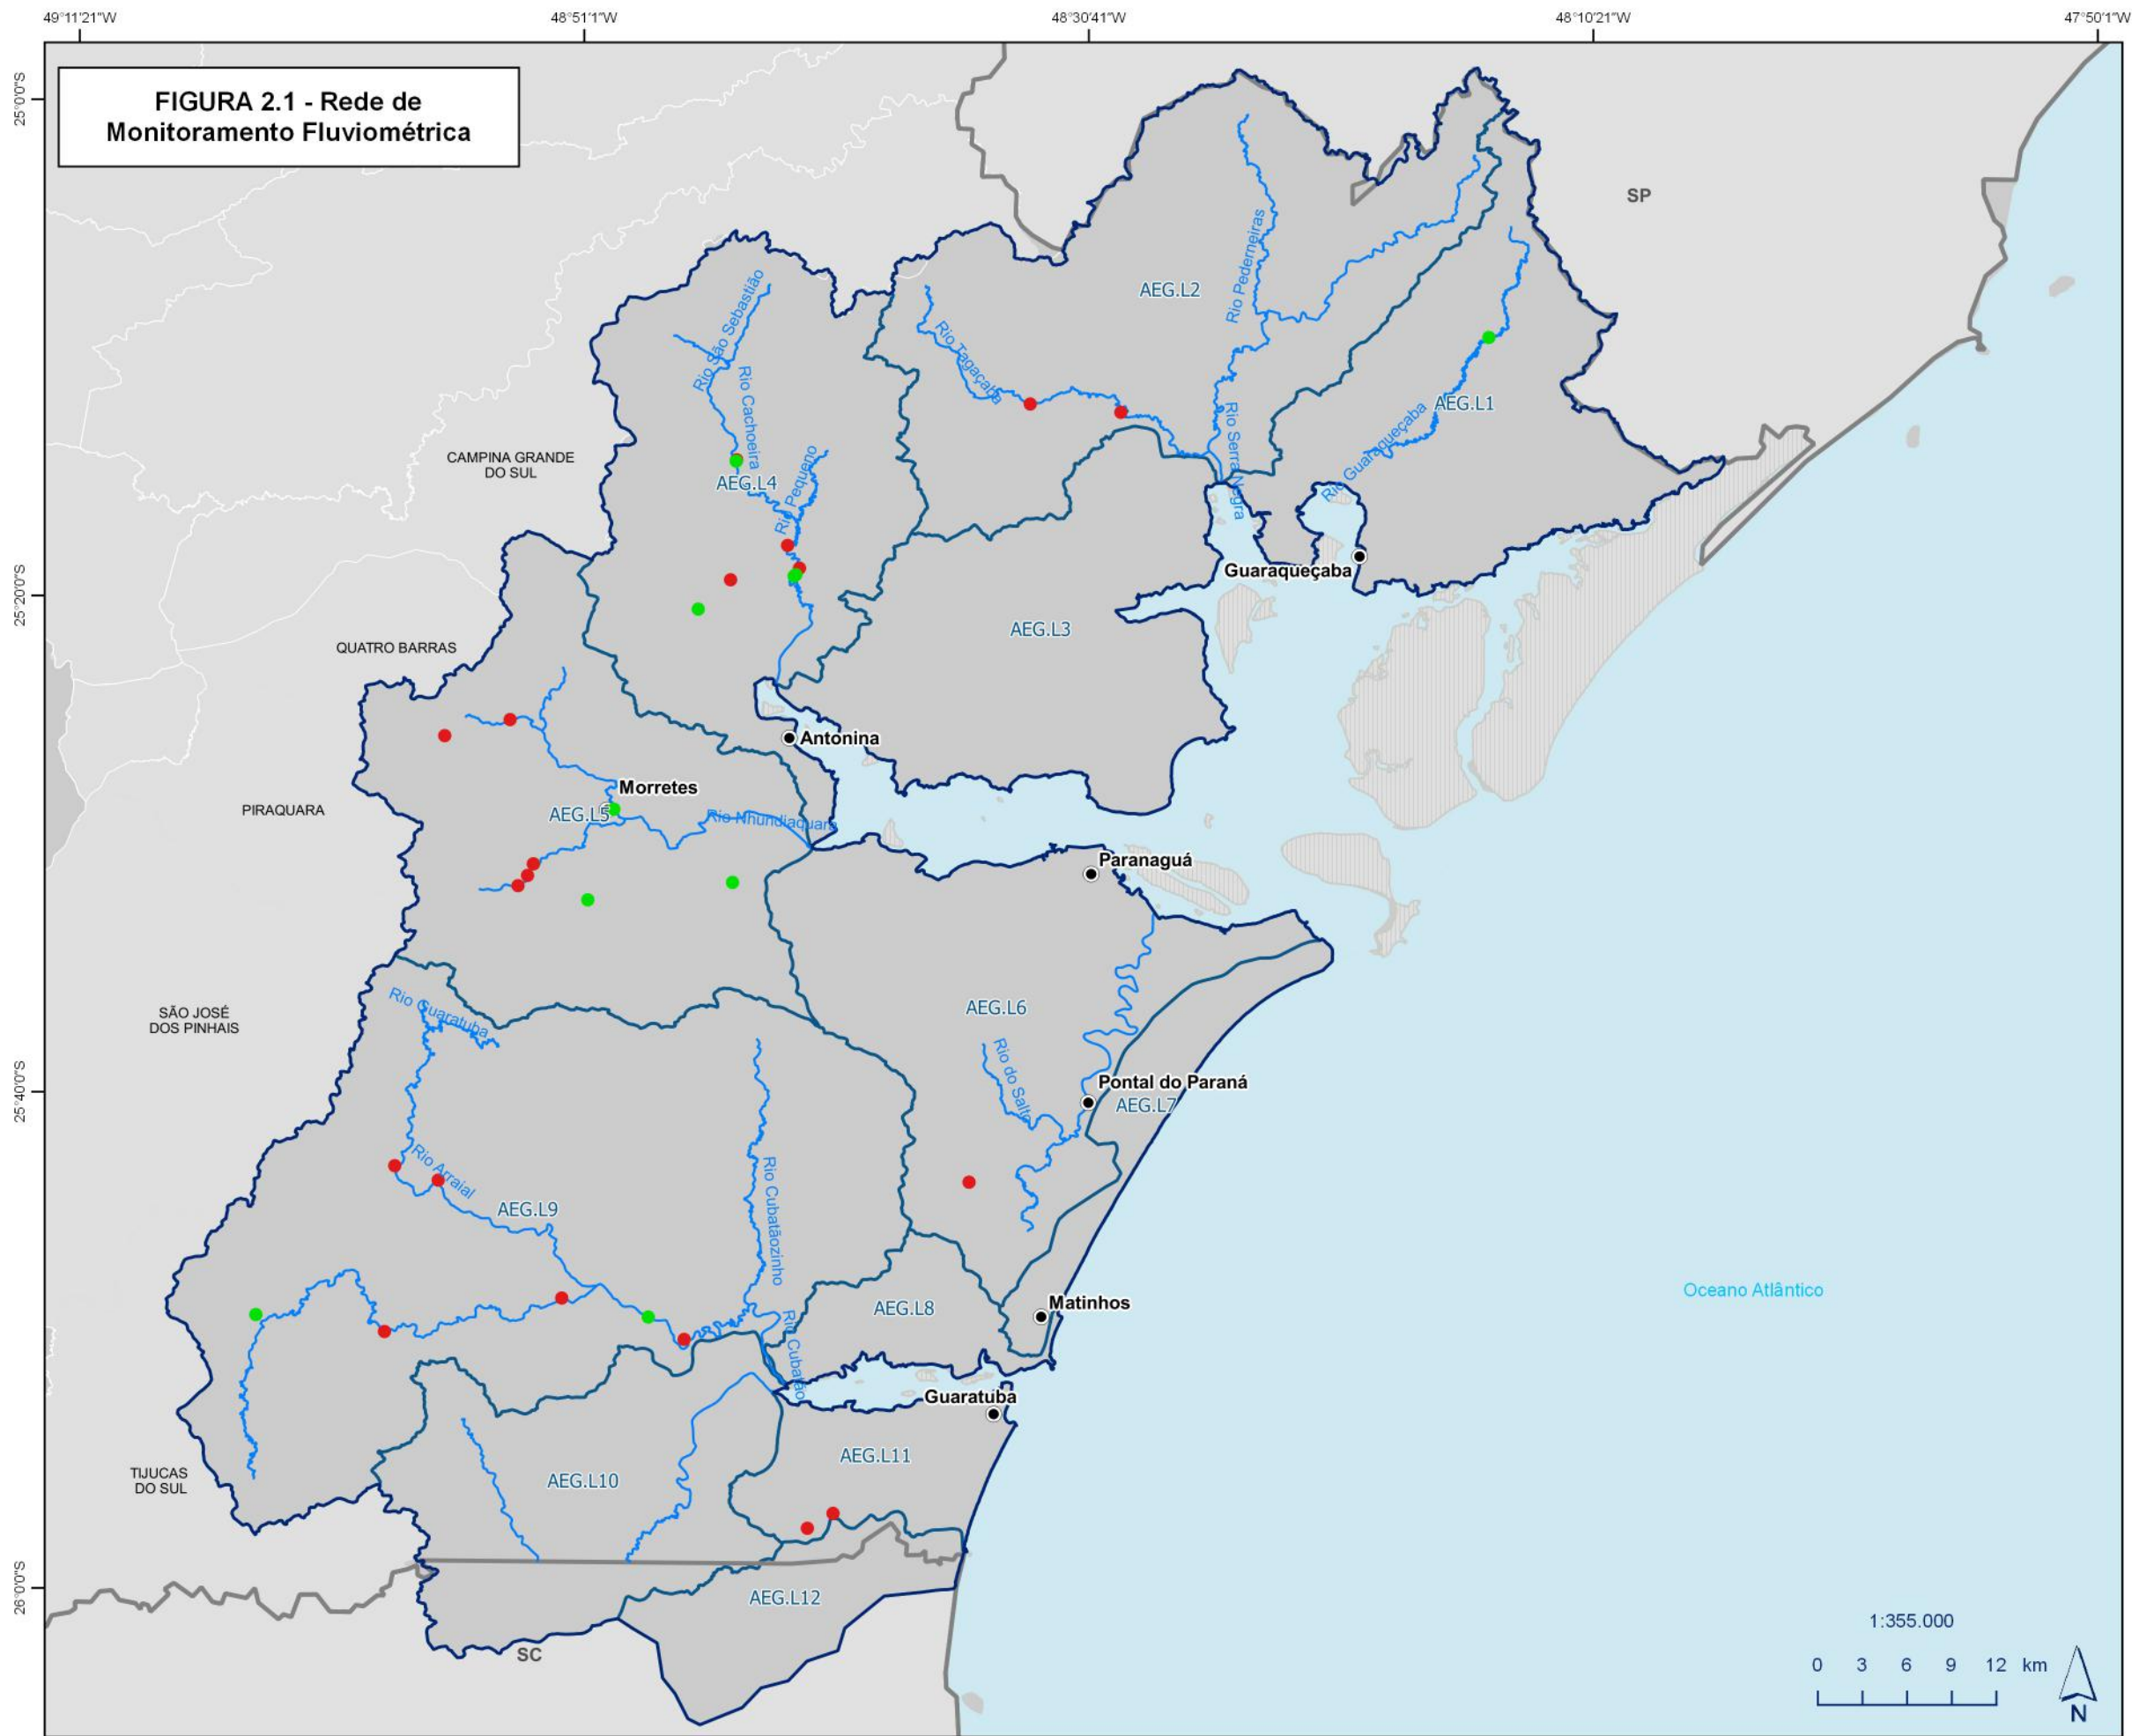 49°11'21"W
48°51'1"W
48°30'41"W
48°10'21"W
47°50'1"W
25°0'0"S
25°20'0"S
25°40'0"S
26°0'0"S
FIGURA 2.1 - Rede de
Monitoramento Fluviométrica
SP
Rio Pederneiras
AEG.L2
Rio São Sebastião
Rio Tagaçaba
Rio Cachoeira
AEG.L1
Rio Guaraqueçaba
Rio Serra Negra
CAMPINA GRANDE
DO SUL
AEG.L4
Rio Pequeno
Guaraqueçaba
AEG.L3
QUATRO BARRAS
Antonina
Morretes
PIRAQUARA
AEG.L5
Rio Nhundiaquara
Paranaguá
Rio Guaratuba
AEG.L6
SÃO JOSÉ
DOS PINHAIS
Rio do Salto
Pontal do Paraná
AEG.L7
Rio Arraial
AEG.L9
Rio Cubatãozinho
Oceano Atlântico
AEG.L8
Matinhos
Rio Cubatão
Guaratuba
AEG.L11
TIJUCAS
DO SUL
AEG.L10
AEG.L12
SC
1:355.000
0 3 6 9 12 km
N